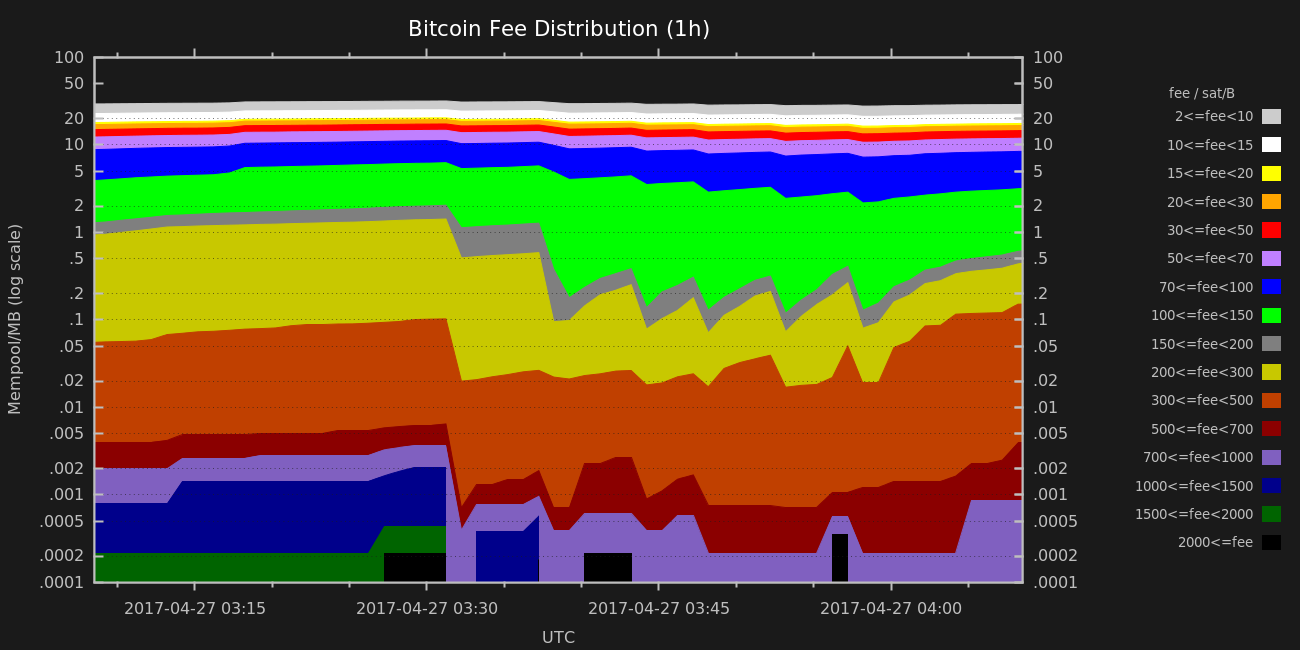 Bitcoin Fee Distribution (1h)
100 100
50 50
20 20
10 10
5 5
2 2
1 1
.5 .5
.2 .2
.1 .1
.05 .05
.02 .02
.01 .01
.005 .005
.002 .002
.001 .001
.0005 .0005
.0002 .0002
.0001 .0001
Mempool/MB (log scale)
2017-04-27 03:15 2017-04-27 03:30 2017-04-27 03:45 2017-04-27 04:00
UTC
fee / sat/B
2<=fee<10
10<=fee<15
15<=fee<20
20<=fee<30
30<=fee<50
50<=fee<70
70<=fee<100
100<=fee<150
150<=fee<200
200<=fee<300
300<=fee<500
500<=fee<700
700<=fee<1000
1000<=fee<1500
1500<=fee<2000
2000<=fee